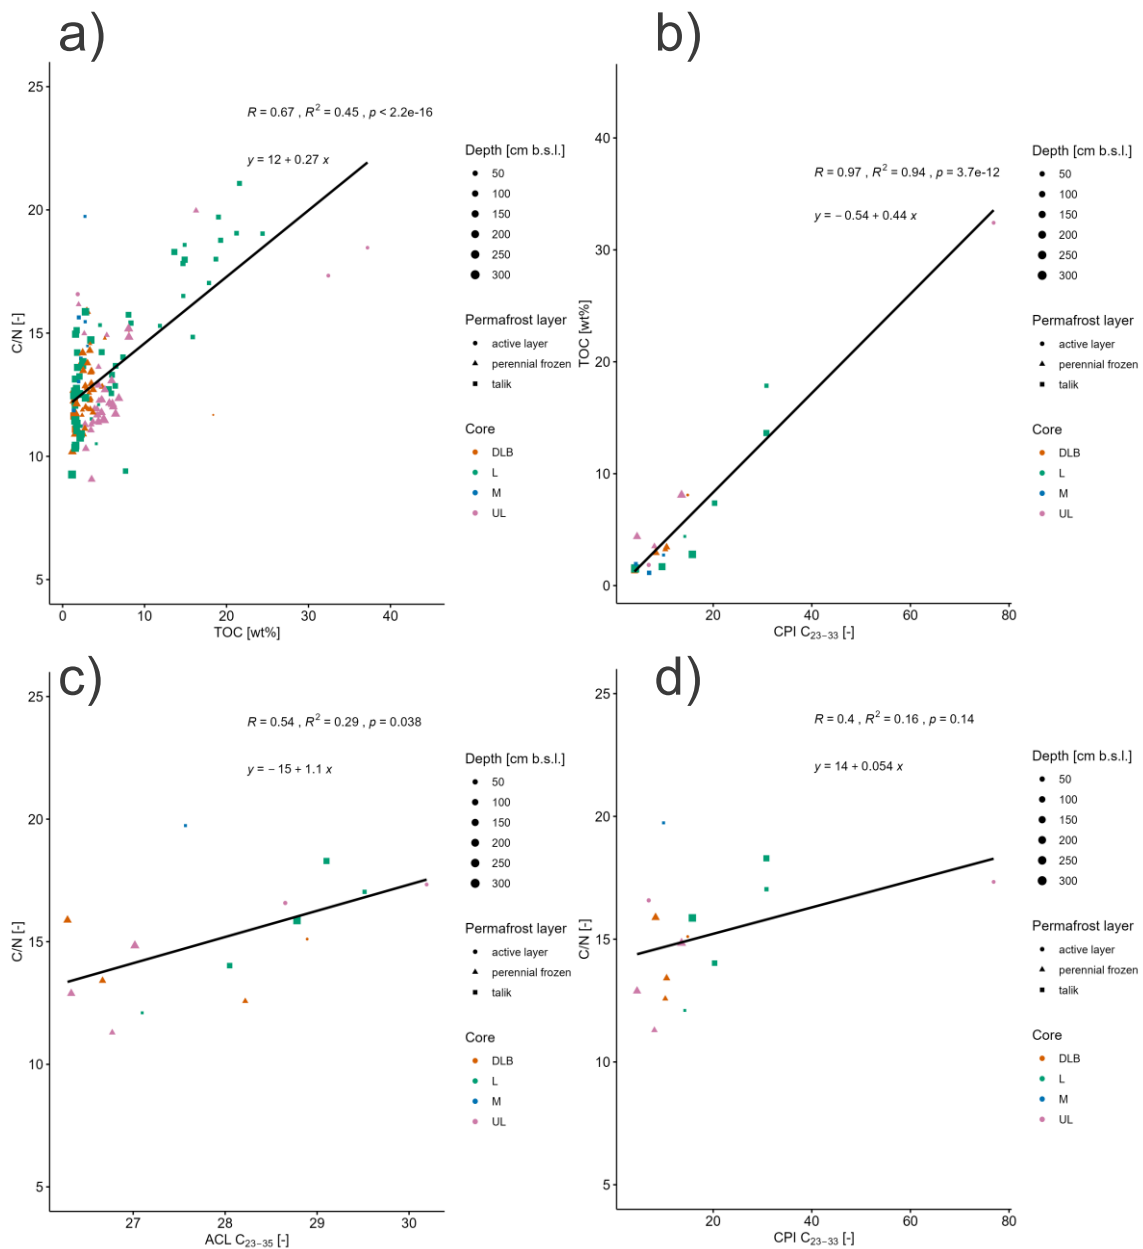 a)
25
20
15
10
5
C/N [-]
0 10 20 30 40
TOC [wt%]
R = 0.67 , R² = 0.45 , p < 2.2e-16
y = 12 + 0.27 x
Depth [cm b.s.l.]
50
100
150
200
250
300
Permafrost layer
active layer
perennial frozen
talik
Core
DLB
L
M
UL
b)
40
30
20
10
0
TOC [wt%]
20 40 60 80
CPI C₂₃₋₃₃ [-]
R = 0.97 , R² = 0.94 , p = 3.7e-12
y = − 0.54 + 0.44 x
Depth [cm b.s.l.]
50
100
150
200
250
300
Permafrost layer
active layer
perennial frozen
talik
Core
DLB
L
M
UL
c)
25
20
15
10
5
C/N [-]
27 28 29 30
ACL C₂₃₋₃₅ [-]
R = 0.54 , R² = 0.29 , p = 0.038
y = − 15 + 1.1 x
Depth [cm b.s.l.]
50
100
150
200
250
300
Permafrost layer
active layer
perennial frozen
talik
Core
DLB
L
M
UL
d)
25
20
15
10
5
C/N [-]
20 40 60 80
CPI C₂₃₋₃₃ [-]
R = 0.4 , R² = 0.16 , p = 0.14
y = 14 + 0.054 x
Depth [cm b.s.l.]
50
100
150
200
250
300
Permafrost layer
active layer
perennial frozen
talik
Core
DLB
L
M
UL